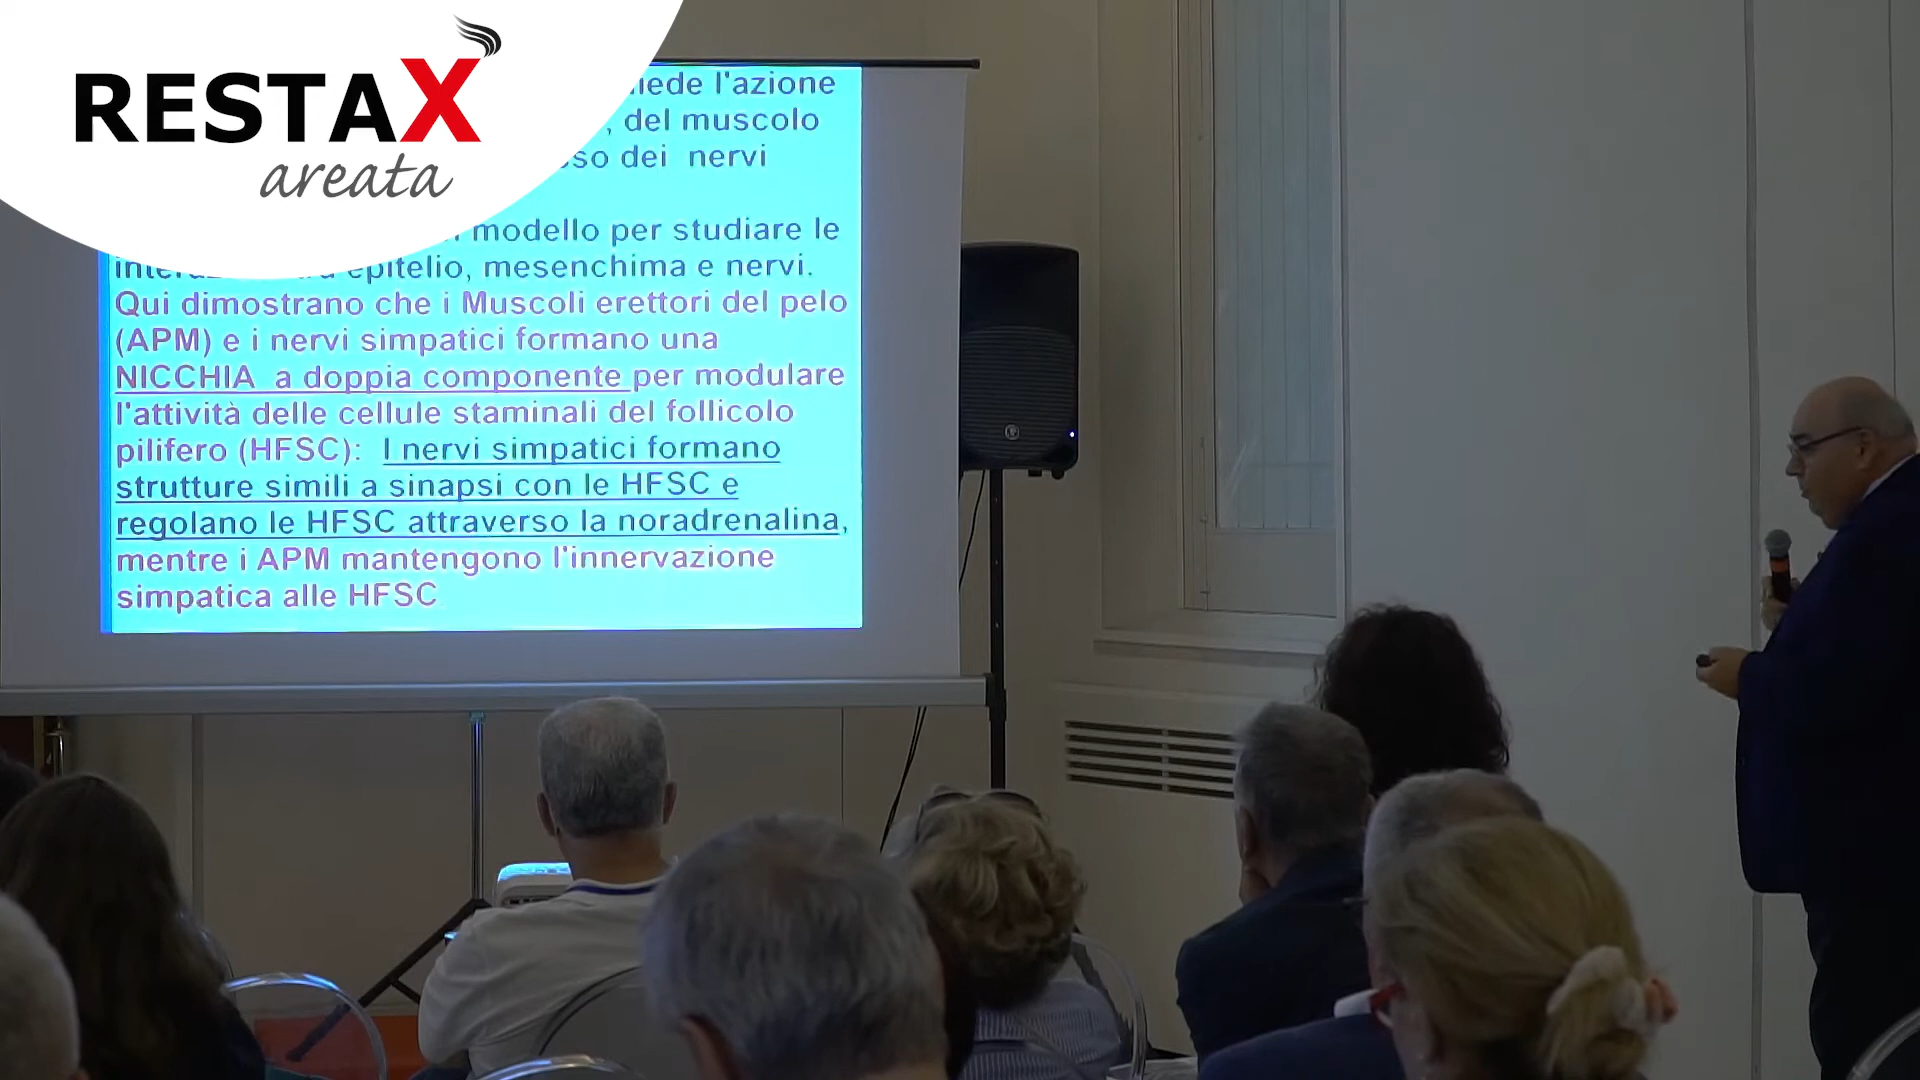 RESTAX
areata
l'azione
, del muscolo
dei nervi
modello per studiare le
epitelio, mesenchima e nervi.
Qui dimostrano che i Muscoli erettori del pelo
(APM) e i nervi simpatici formano una
NICCHIA a doppia componente per modulare
l'attività delle cellule staminali del follicolo
pilifero (HFSC): I nervi simpatici formano
strutture simili a sinapsi con le HFSC e
regolano le HFSC attraverso la noradrenalina,
mentre i APM mantengono l'innervazione
simpatica alle HFSC